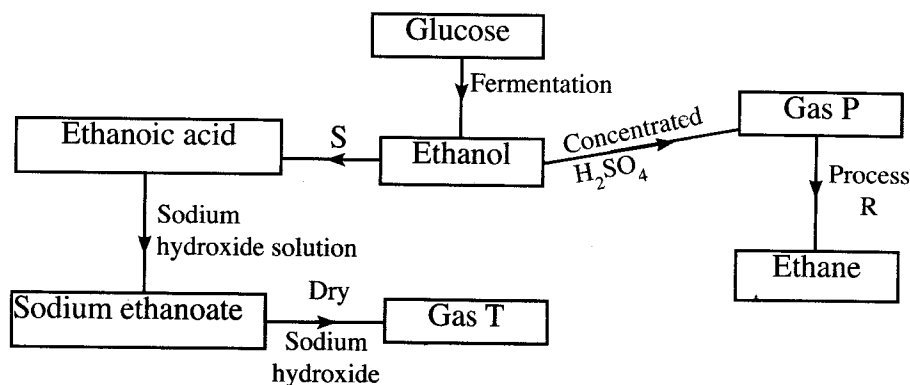 Glucose
Fermentation
Gas P
Ethanoic acid
S
Ethanol
Concentrated
H₂SO₄
Process
R
Sodium
hydroxide solution
Ethane
Sodium ethanoate
Dry
Sodium
hydroxide
Gas T